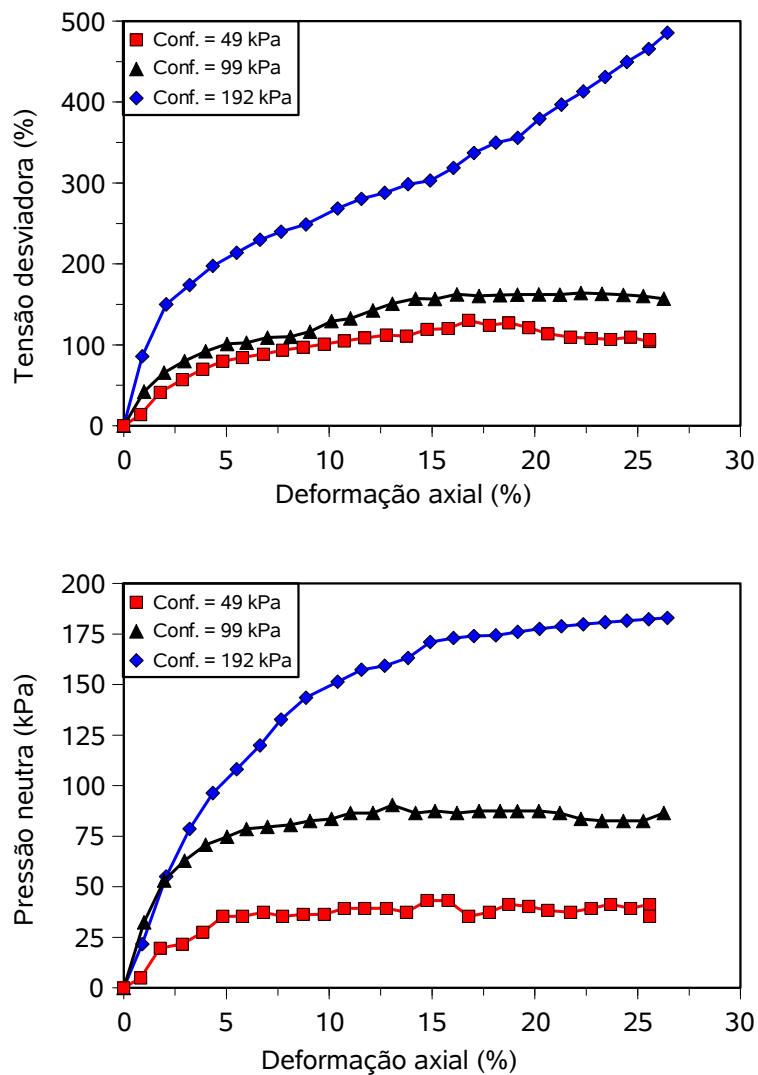 500
400
300
200
100
0
Tensão desviadora (%)
Conf. = 49 kPa
Conf. = 99 kPa
Conf. = 192 kPa
0 5 10 15 20 25 30
Deformação axial (%)
200
175
150
125
100
75
50
25
0
Pressão neutra (kPa)
Conf. = 49 kPa
Conf. = 99 kPa
Conf. = 192 kPa
0 5 10 15 20 25 30
Deformação axial (%)